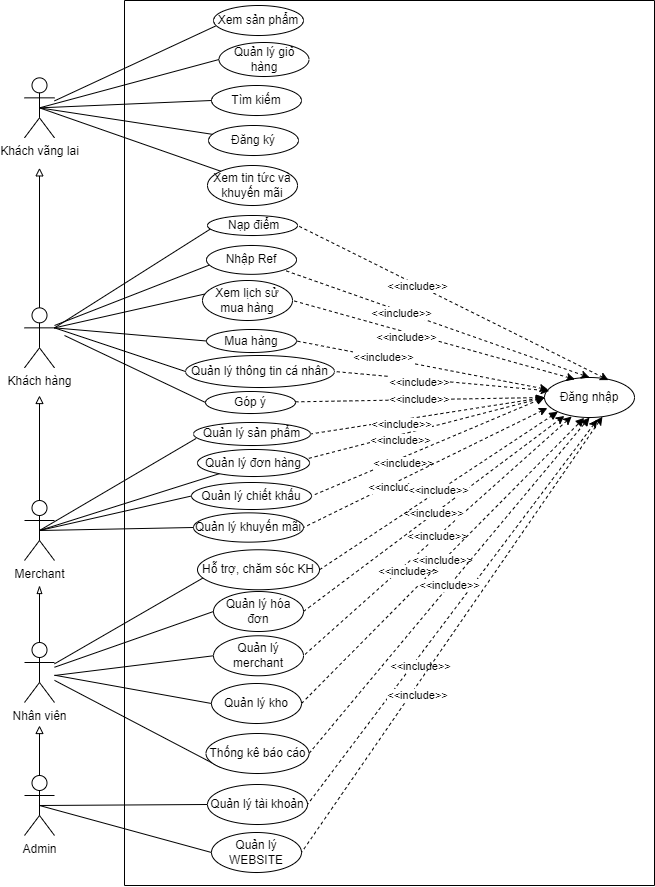 Xem sản phẩm
Quản lý giỏ
hàng
Tìm kiếm
Đăng ký
Xem tin tức và
khuyến mãi
Khách vãng lai
Nạp điểm
Nhập Ref
Xem lịch sử
mua hàng
Mua hàng
Quản lý thông tin cá nhân
Góp ý
Khách hàng
<<include>>
<<include>>
<<include>>
<<include>>
<<include>>
<<include>>
Đăng nhập
Quản lý sản phẩm
Quản lý đơn hàng
Quản lý chiết khấu
Quản lý khuyến mãi
Merchant
<<include>>
<<include>>
<<include>>
<<inclu
<<include>>
<<include>>
<<include>>
<<include>>
<<include>>
Hỗ trợ, chăm sóc KH
Quản lý hóa
đơn
Quản lý
merchant
Quản lý kho
Thống kê báo cáo
Nhân viên
<<include>>
<<include>>
<<include>>
Quản lý tài khoản
Quản lý
WEBSITE
Admin